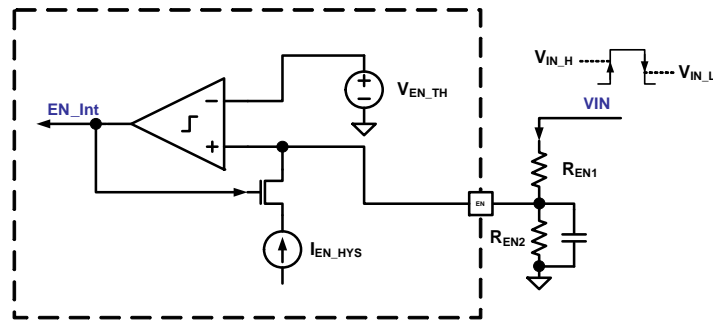 V_IN_H
V_IN_L
EN_Int
V_EN_TH
VIN
R_EN1
EN
R_EN2
I_EN_HYS